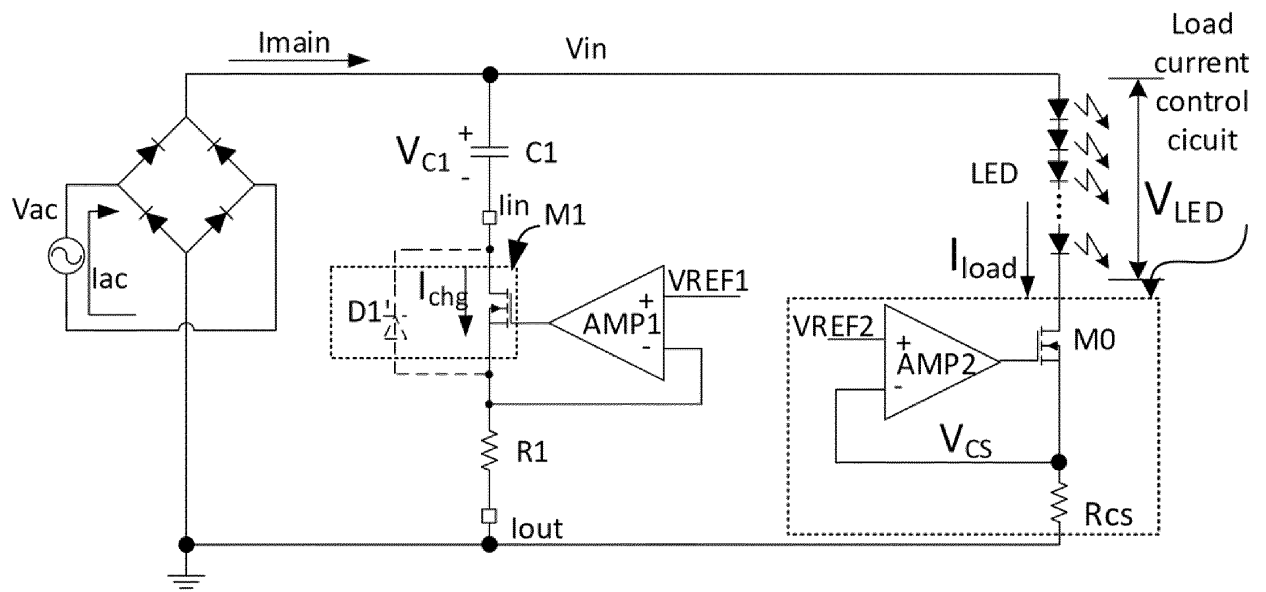 Imain
Vin
Load
current
control
cicuit
+
VC1
-
C1
LED
VLED
Vac
Iac
Iin
M1
Ichg
D1'
+
AMP1
-
VREF1
Iload
VREF2
+
AMP2
-
M0
VCS
R1
Rcs
Iout